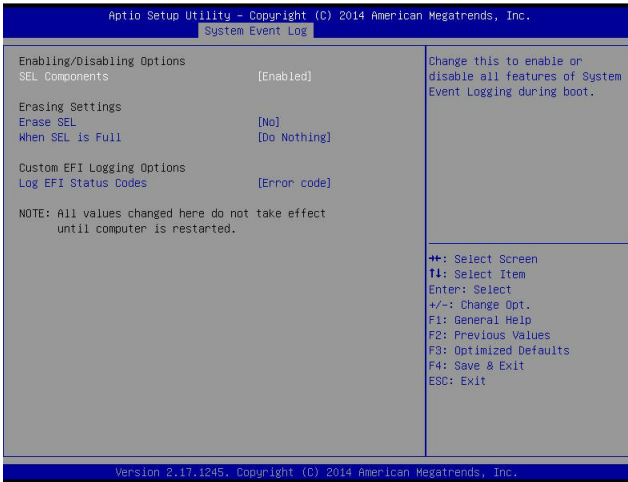 Aptio Setup Utility – Copyright (C) 2014 American Megatrends, Inc.
System Event Log
Enabling/Disabling Options
SEL Components [Enabled]
Erasing Settings
Erase SEL [No]
When SEL is Full [Do Nothing]
Custom EFI Logging Options
Log EFI Status Codes [Error code]
NOTE: All values changed here do not take effect
until computer is restarted.
Change this to enable or
disable all features of System
Event Logging during boot.
→←: Select Screen
↑↓: Select Item
Enter: Select
+/-: Change Opt.
F1: General Help
F2: Previous Values
F3: Optimized Defaults
F4: Save & Exit
ESC: Exit
Version 2.17.1245. Copyright (C) 2014 American Megatrends, Inc.